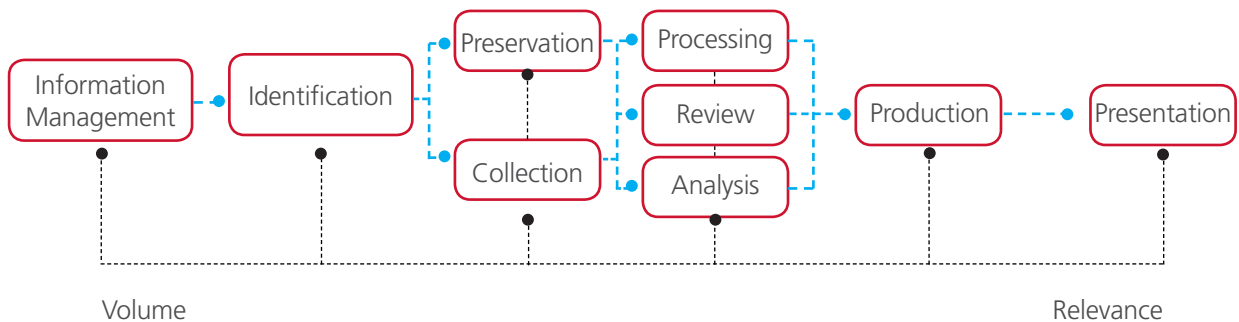 Information
Management
Identification
Preservation
Collection
Processing
Review
Analysis
Production
Presentation
Volume
Relevance